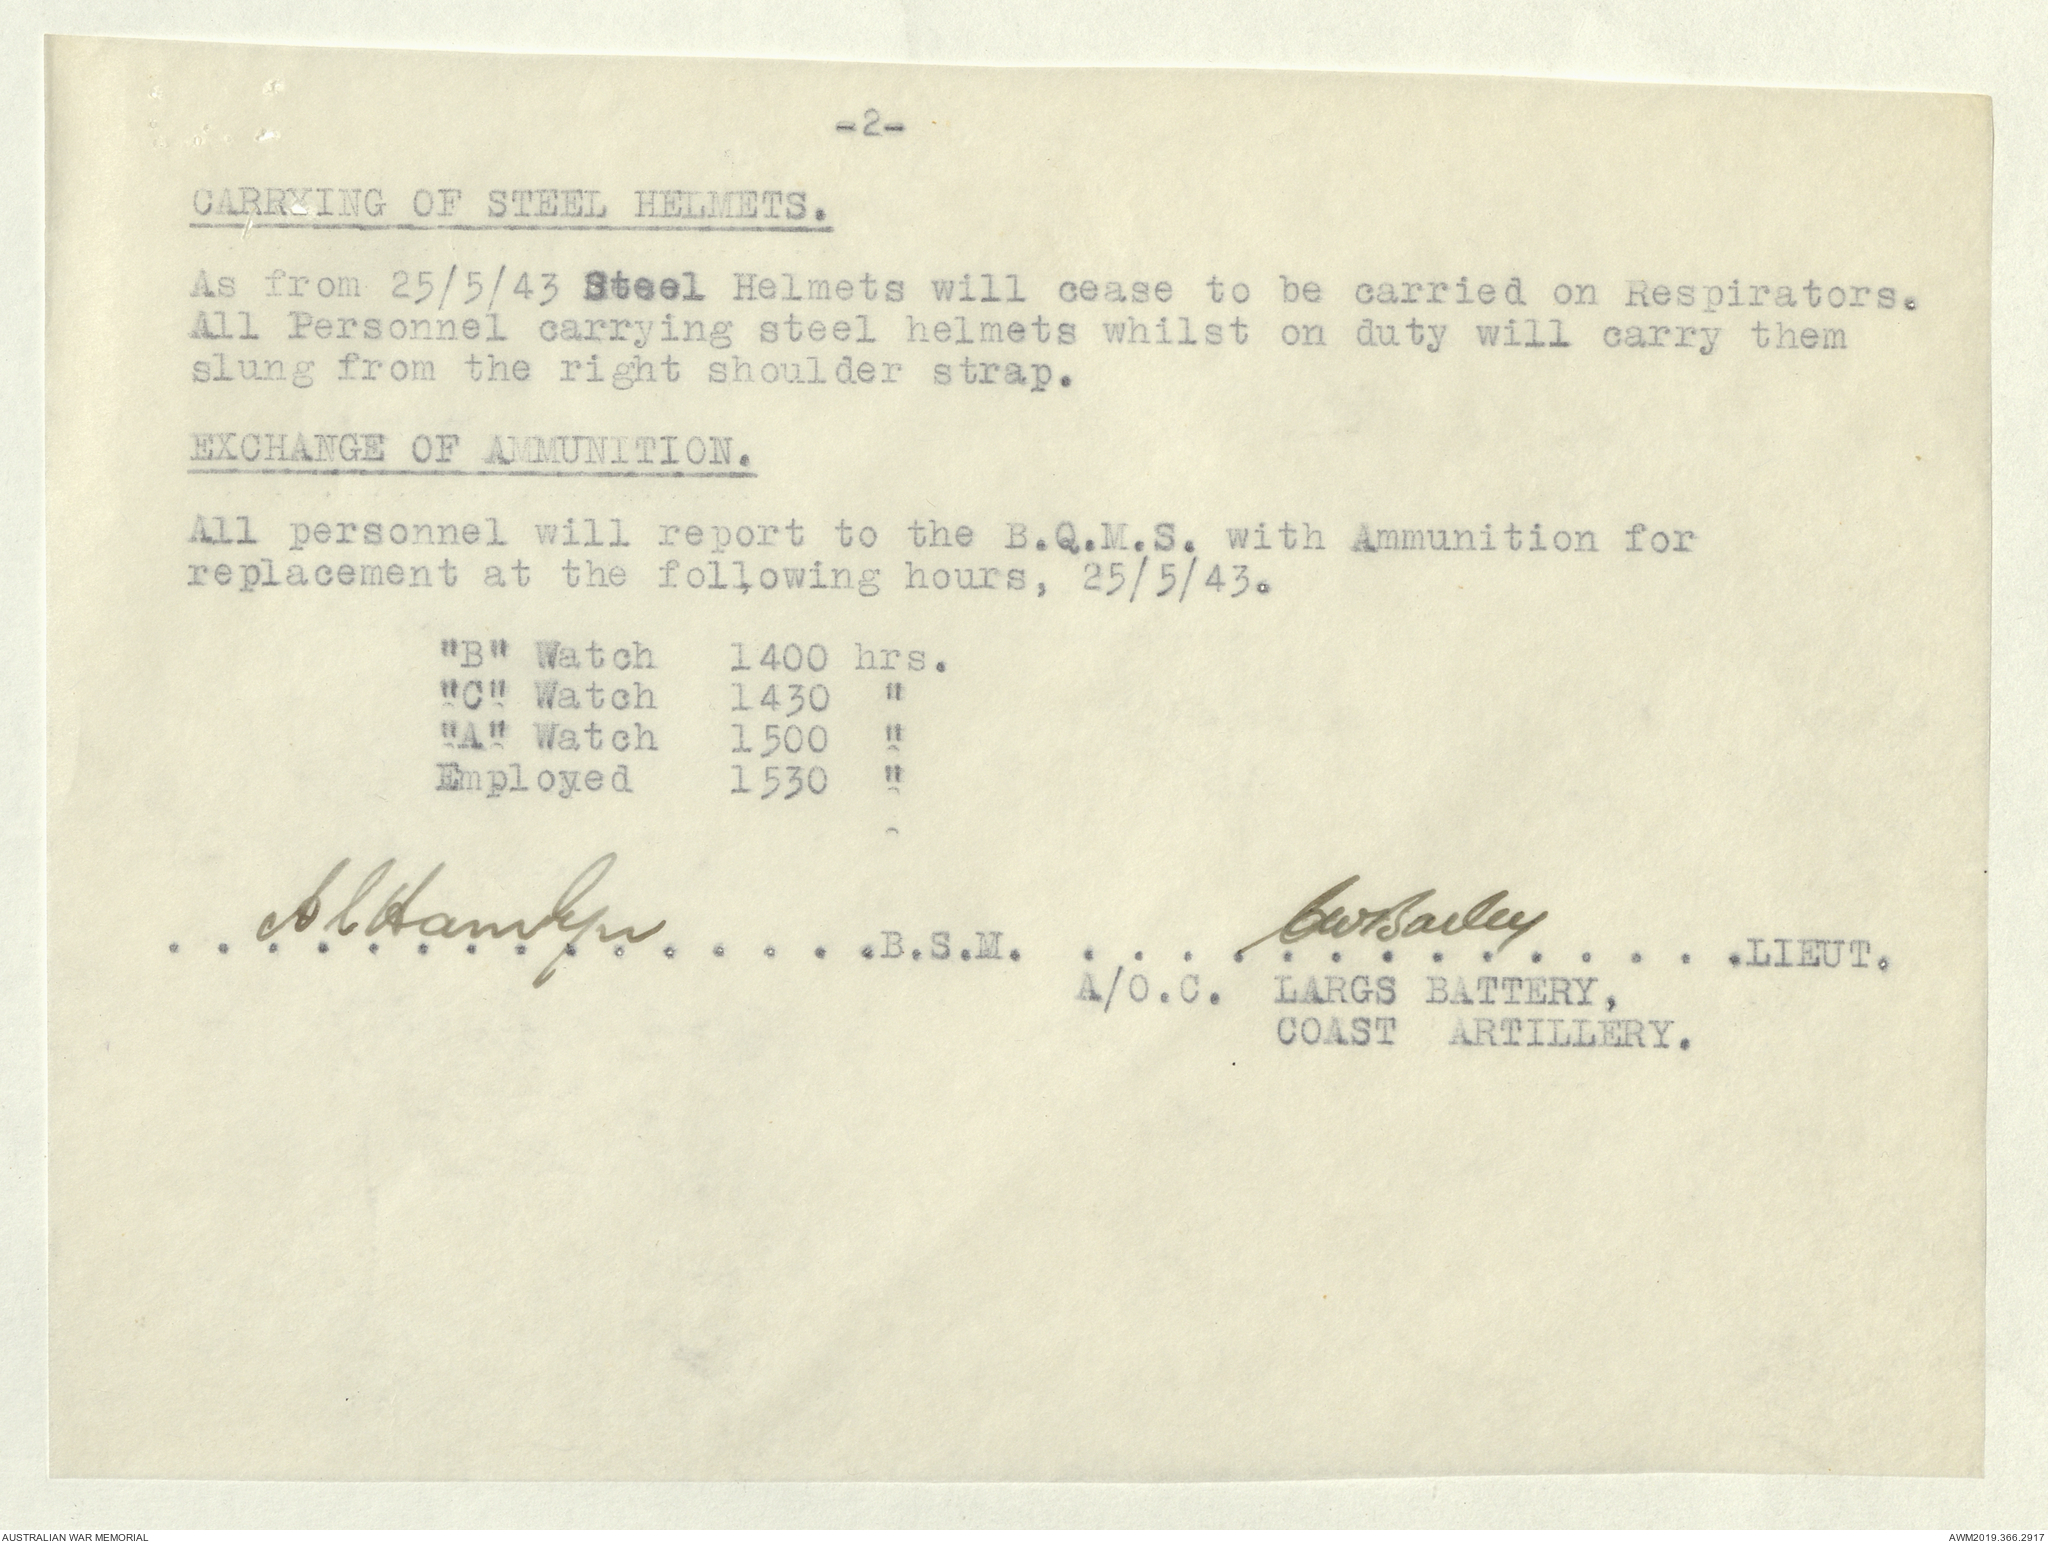 -2-
CARRYING OF STEEL HELMETS.
As from 25/5/43 Steel Helmets will cease to be carried on Respirators.
All Personnel carrying steel helmets whilst on duty will carry them
slung from the right shoulder strap.
EXCHANGE OF AMMUNITION.
All personnel will report to the B.Q.M.S. with Ammunition for
replacement at the following hours, 25/5/43.
"B" Watch 1400 hrs.
"C" Watch 1430 "
"A" Watch 1500 "
Employed 1530 "
A C Hamlyn CW Bailey
. . . . . . . . . . . . . . .B.S.M. . . . . . . . . . . . . . .LIEUT.
A/O.C. LARGS BATTERY,
COAST ARTILLERY.
AUSTRALIAN WAR MEMORIAL AWM2019.366.2917